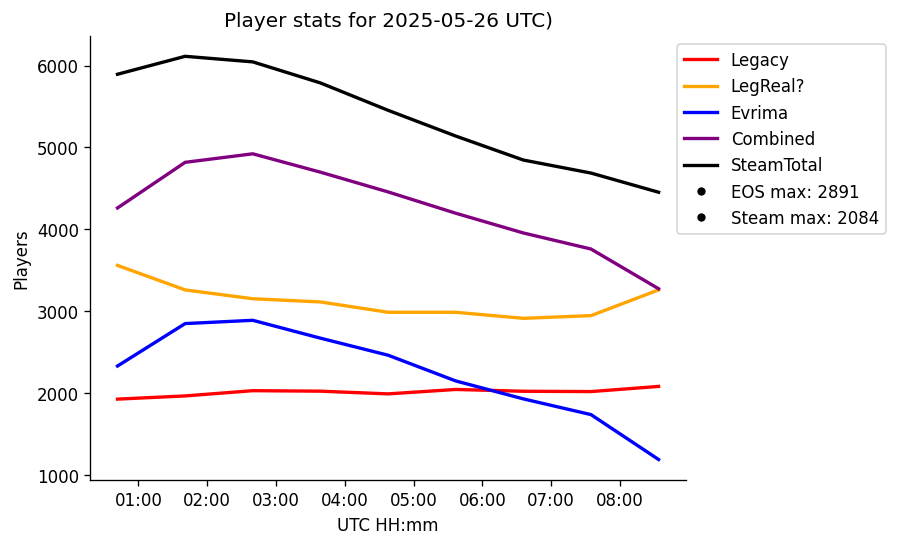 Player stats for 2025-05-26 UTC)
Legacy
LegReal?
Evrima
Combined
SteamTotal
EOS max: 2891
Steam max: 2084
Players
6000
5000
4000
3000
2000
1000
01:00 02:00 03:00 04:00 05:00 06:00 07:00 08:00
UTC HH:mm